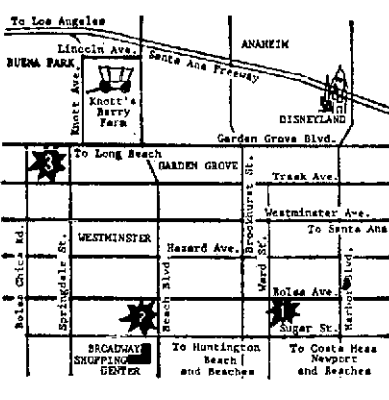 To Los Angeles
Lincoln Ave.
ANAHEIM
BUENA PARK
Santa Ana Freeway
Knott Ave.
Knott's
Berry
Farm
DISNEYLAND
Garden Grove Blvd.
3
To Long Beach
GARDEN GROVE
Trask Ave.
Westminster Ave.
To Santa Ana
Brookhurst St.
WESTMINSTER
Hazard Ave.
Ward St.
Bolsa Chica Rd.
Springdale St.
Beach Blvd.
Harbor Blvd.
Bolsa Ave.
2
1
Sugar St.
BROADWAY
SHOPPING
CENTER
To Huntington
Beach
and Beaches
To Costa Mesa
Newport
and Beaches